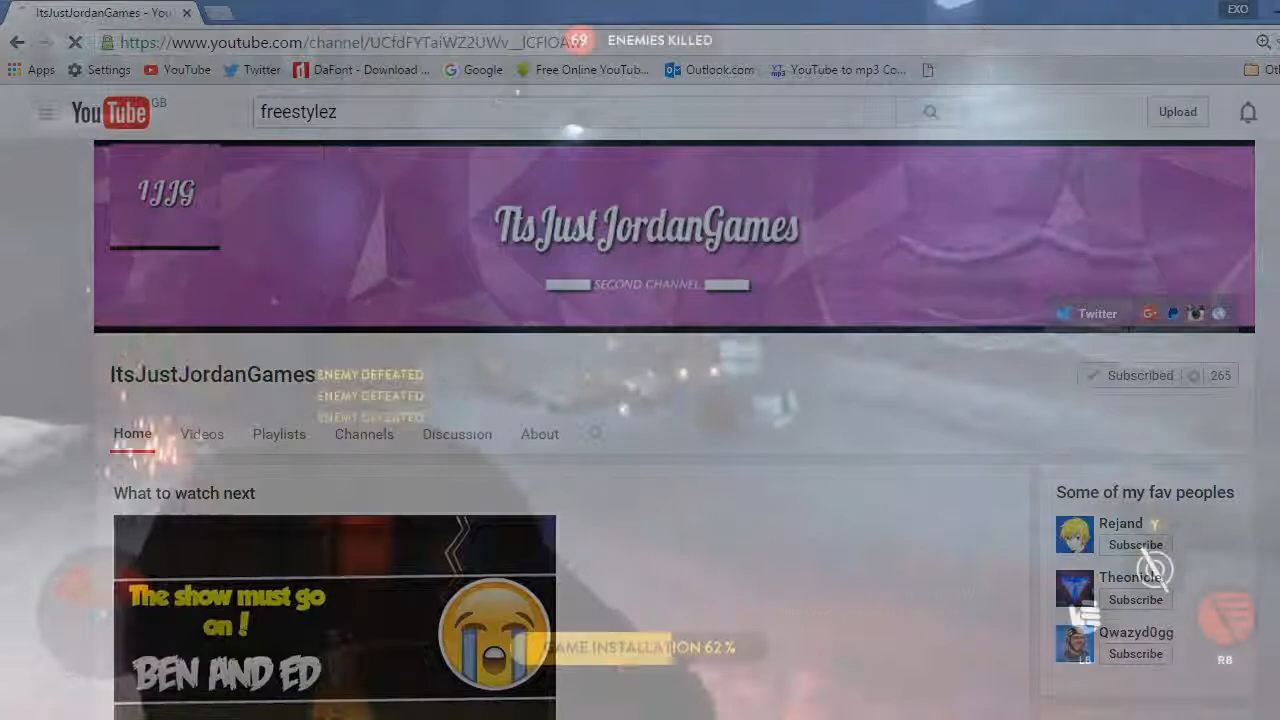 ItsJustJordanGames - You
EXO
https://www.youtube.com/channel/UCfdFYTaiWZ2UWv_
69 ENEMIES KILLED
Apps Settings YouTube Twitter DaFont - Download ... Google Free Online YouTub... Outlook.com YouTube to mp3 Co...
YouTube GB
freestylez
Upload
IJJG
ItsJustJordanGames
SECOND CHANNEL
Twitter
ItsJustJordanGames
Subscribed 265
ENEMY DEFEATED
ENEMY DEFEATED
ENEMY DEFEATED
Home Videos Playlists Channels Discussion About
What to watch next
Some of my fav peoples
Rejand
Subscribe
Theonicle
Subscribe
Qwazyd0gg
Subscribe
The show must go
on!
BEN AND ED
GAME INSTALLATION 62 %
LB
RB